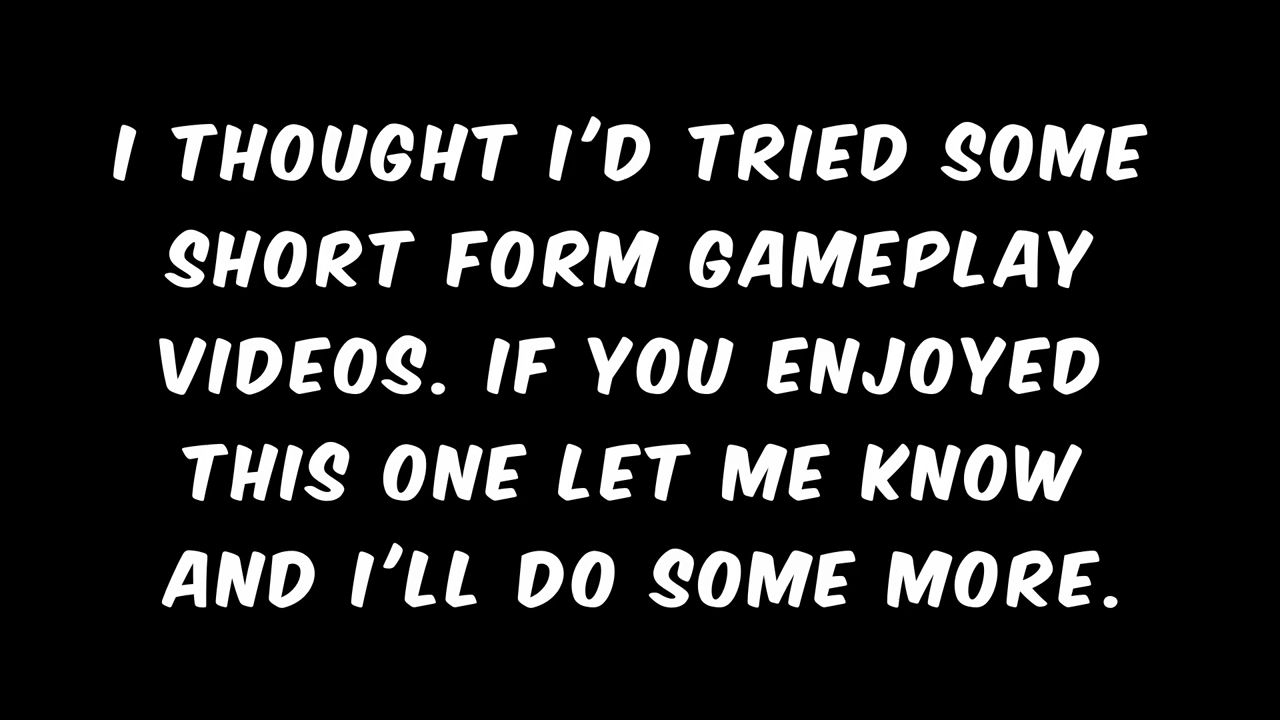 I THOUGHT I'D TRIED SOME
SHORT FORM GAMEPLAY
VIDEOS. IF YOU ENJOYED
THIS ONE LET ME KNOW
AND I'LL DO SOME MORE.